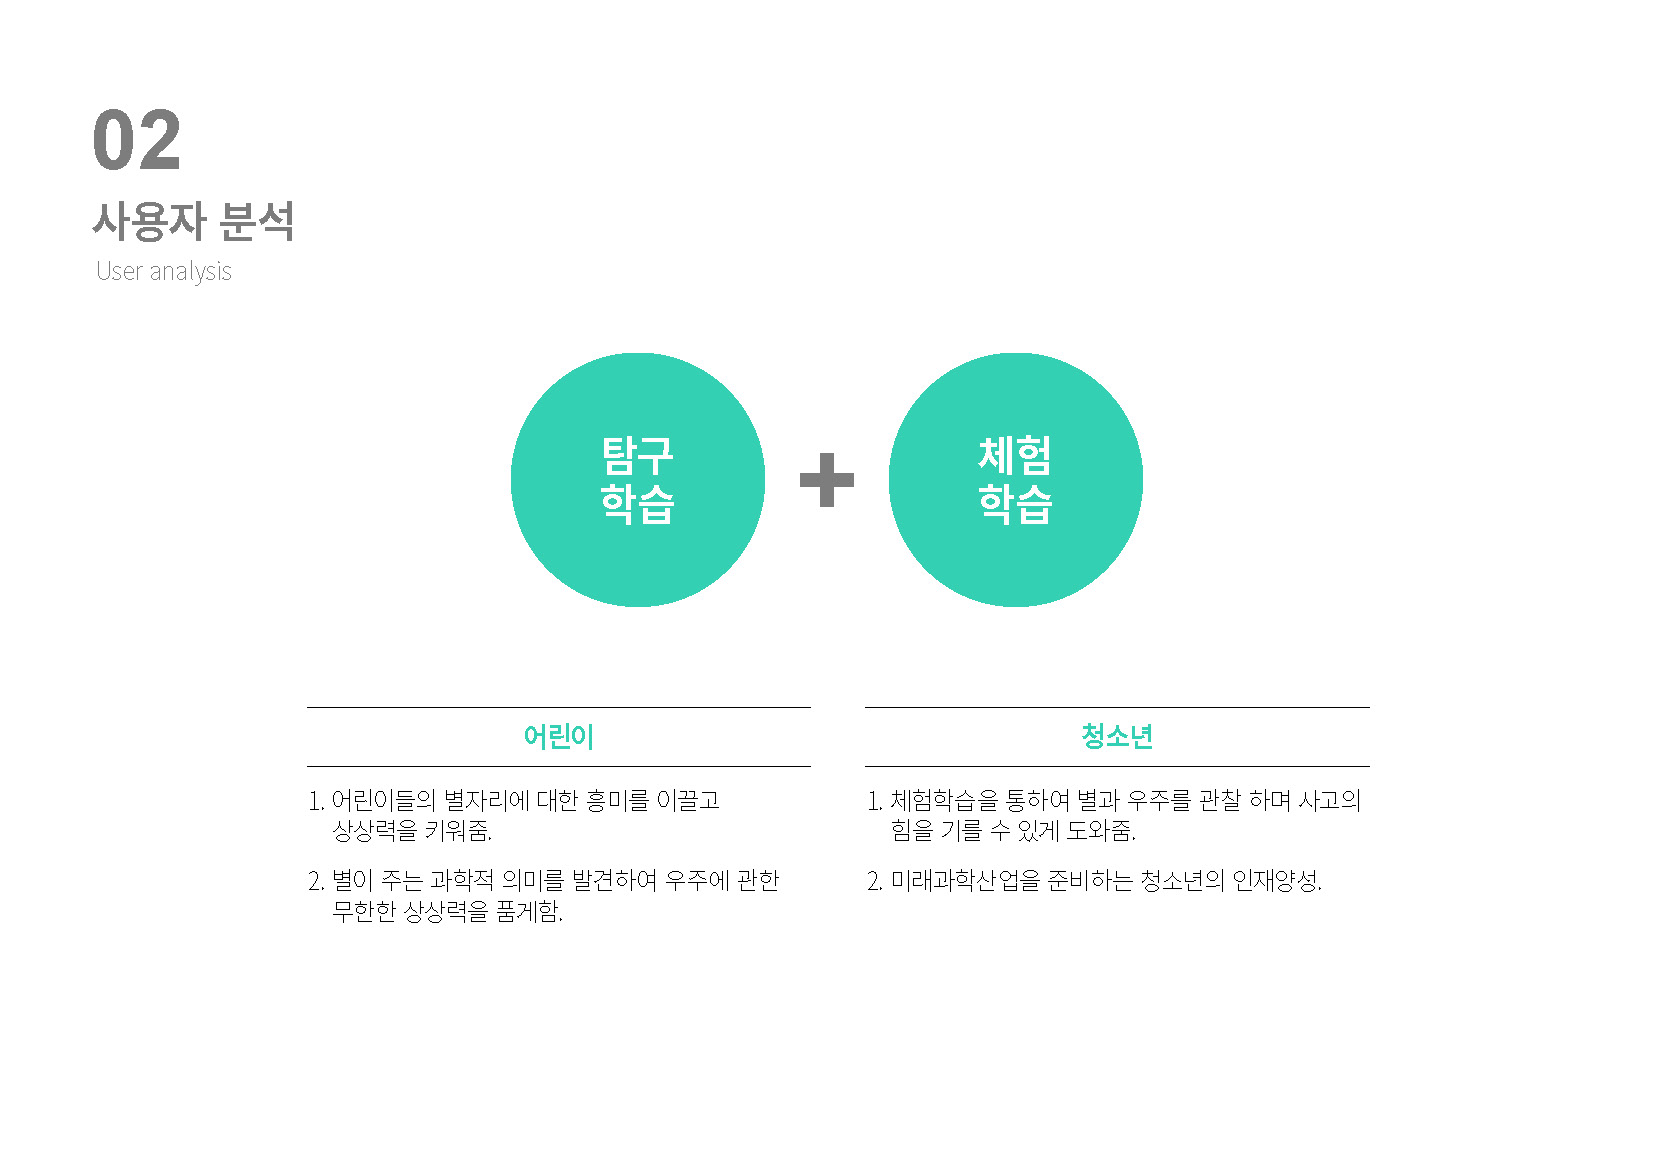 02
사용자 분석
User analysis
탐구
학습
+
체험
학습
어린이
1. 어린이들의 별자리에 대한 흥미를 이끌고
상상력을 키워줌.
2. 별이 주는 과학적 의미를 발견하여 우주에 관한
무한한 상상력을 품게함.
청소년
1. 체험학습을 통하여 별과 우주를 관찰 하며 사고의
힘을 기를 수 있게 도와줌.
2. 미래과학산업을 준비하는 청소년의 인재양성.